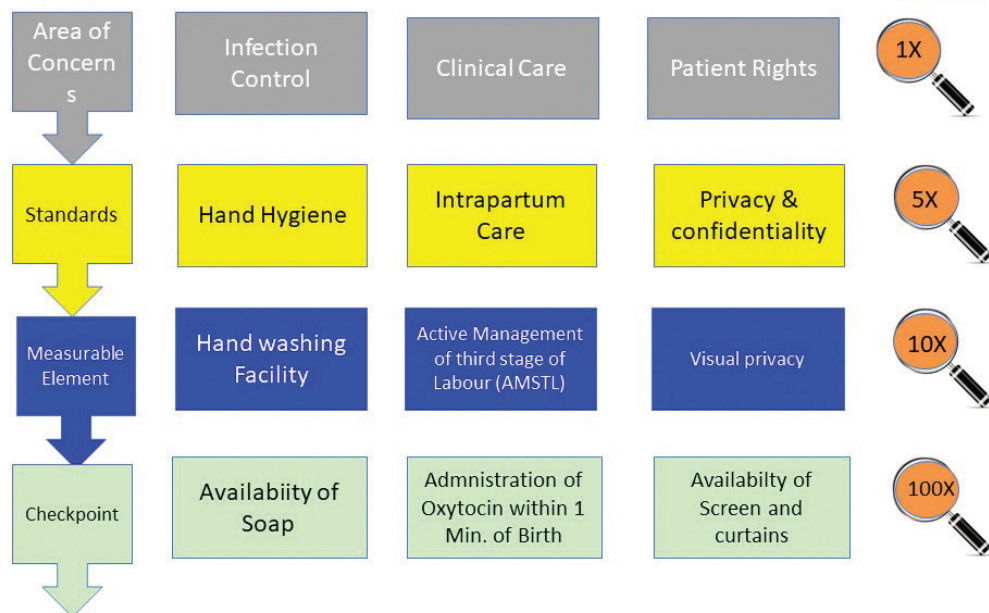 Area of
Concern
s
Infection
Control
Clinical Care
Patient Rights
1X
Standards
Hand Hygiene
Intrapartum
Care
Privacy &
confidentiality
5X
Measurable
Element
Hand washing
Facility
Active Management
of third stage of
Labour (AMSTL)
Visual privacy
10X
Checkpoint
Availabiity of
Soap
Admnistration of
Oxytocin within 1
Min. of Birth
Availabilty of
Screen and
curtains
100X